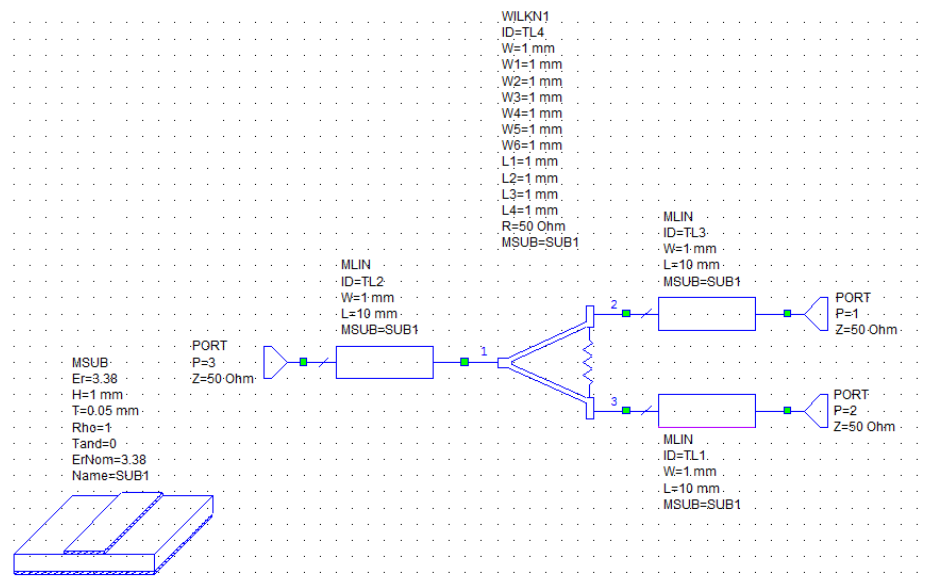 WILKN1
ID=TL4
W=1 mm
W1=1 mm
W2=1 mm
W3=1 mm
W4=1 mm
W5=1 mm
W6=1 mm
L1=1 mm
L2=1 mm
L3=1 mm
L4=1 mm
R=50 Ohm
MSUB=SUB1
MLIN
ID=TL3
W=1 mm
L=10 mm
MSUB=SUB1
MLIN
ID=TL2
W=1 mm
L=10 mm
MSUB=SUB1
2
PORT
P=1
Z=50 Ohm
PORT
P=3
Z=50 Ohm
1
MSUB
Er=3.38
H=1 mm
T=0.05 mm
Rho=1
Tand=0
ErNom=3.38
Name=SUB1
3
PORT
P=2
Z=50 Ohm
MLIN
ID=TL1
W=1 mm
L=10 mm
MSUB=SUB1